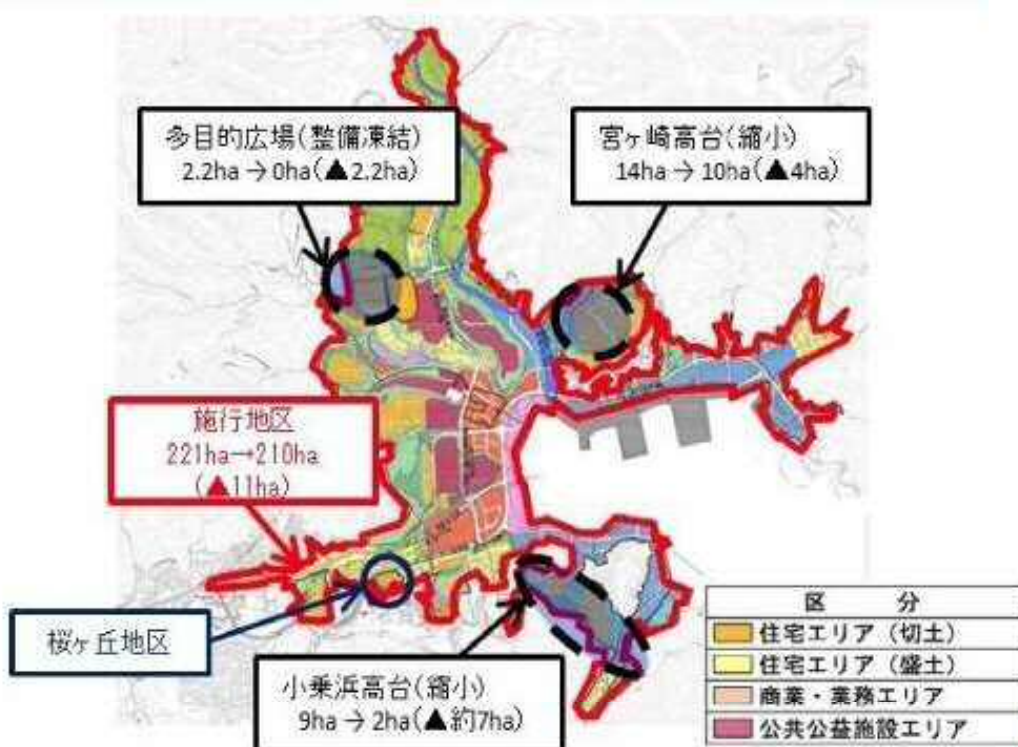 多目的広場(整備凍結)
2.2ha → 0ha(▲2.2ha)
宮ヶ崎高台(縮小)
14ha → 10ha(▲4ha)
施行地区
221ha→210ha
(▲11ha)
桜ヶ丘地区
小乗浜高台(縮小)
9ha → 2ha(▲約7ha)
区 分
住宅エリア（切土）
住宅エリア（盛土）
商業・業務エリア
公共公益施設エリア